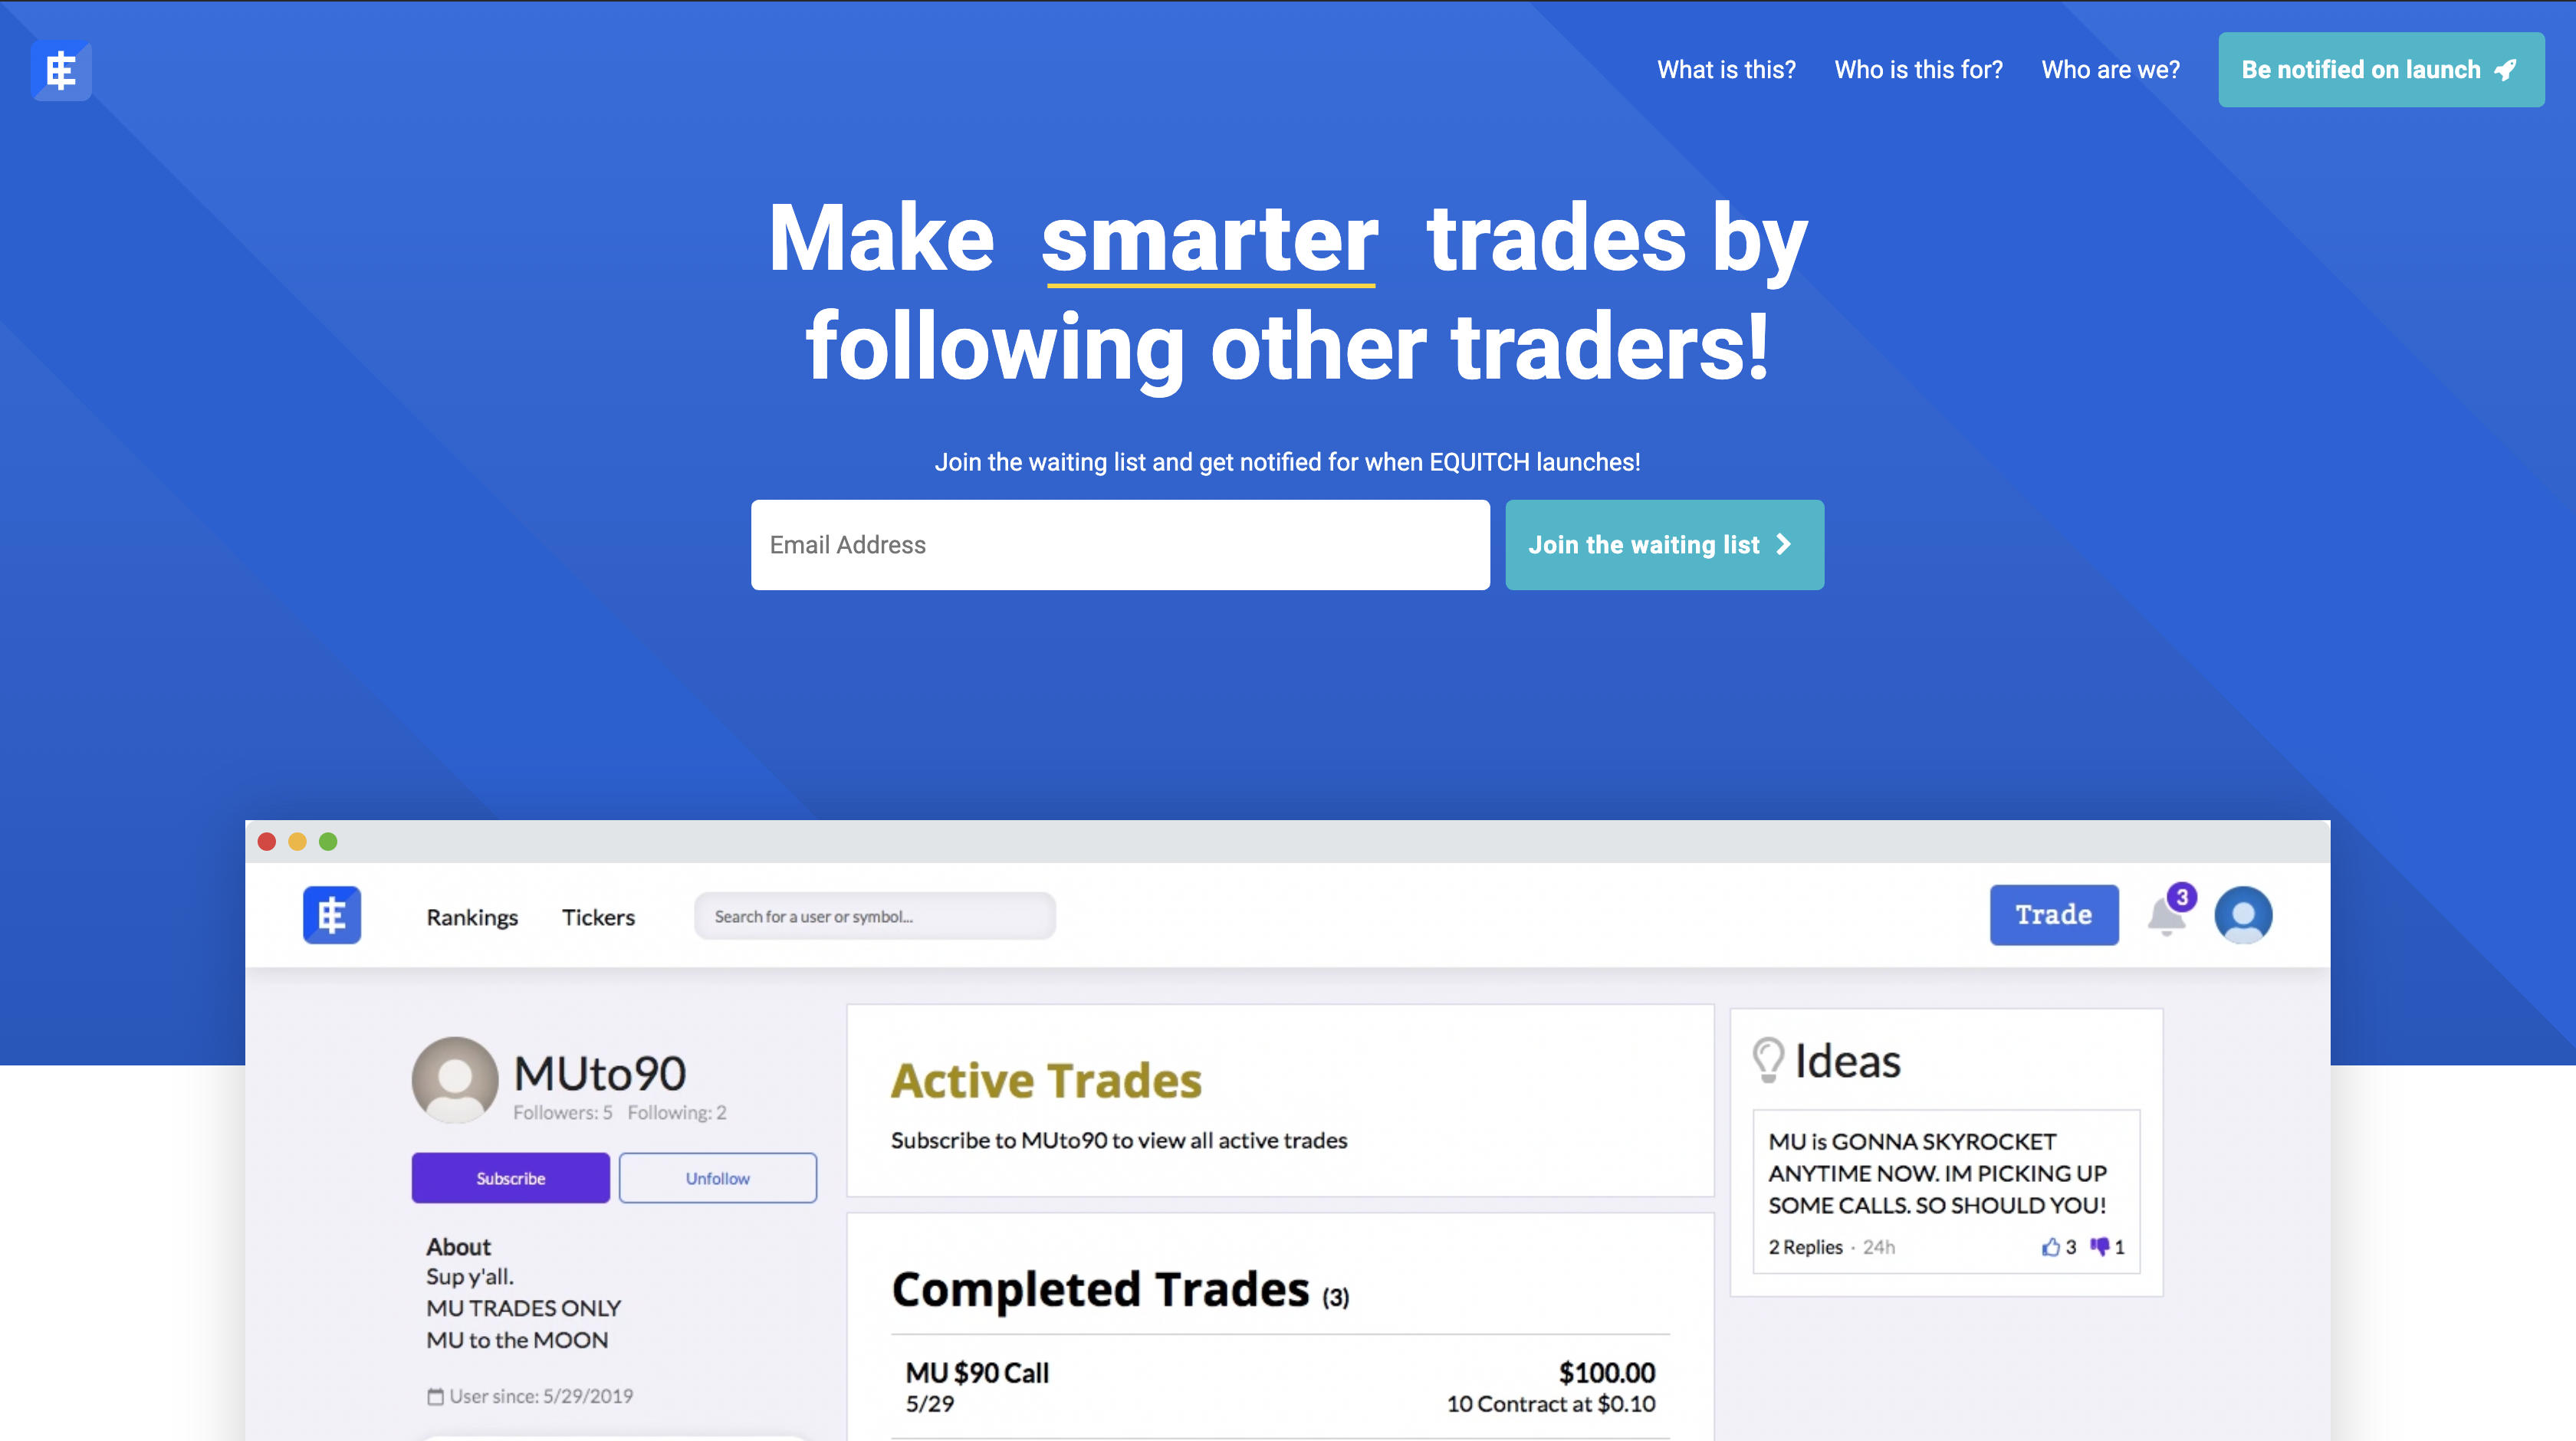 What is this?
Who is this for?
Who are we?
Be notified on launch
Make smarter trades by
following other traders!
Join the waiting list and get notified for when EQUITCH launches!
Email Address
Join the waiting list
Rankings
Tickers
Search for a user or symbol...
Trade
3
MUto90
Followers: 5 Following: 2
Subscribe
Unfollow
About
Sup y'all.
MU TRADES ONLY
MU to the MOON
User since: 5/29/2019
Active Trades
Subscribe to MUto90 to view all active trades
Completed Trades (3)
MU $90 Call
$100.00
5/29
10 Contract at $0.10
Ideas
MU is GONNA SKYROCKET
ANYTIME NOW. IM PICKING UP
SOME CALLS. SO SHOULD YOU!
2 Replies · 24h
3
1